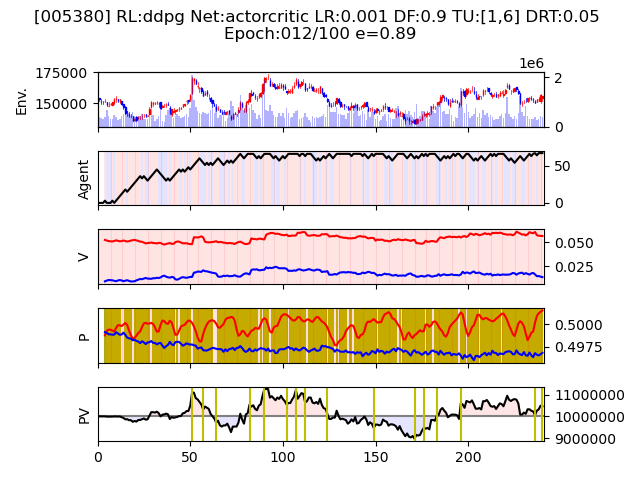 [005380] RL:ddpg Net:actorcritic LR:0.001 DF:0.9 TU:[1,6] DRT:0.05
Epoch:012/100 e=0.89
1e6
175000
150000
Env.
2
0
Agent
50
0
V
0.050
0.025
P
0.5000
0.4975
PV
11000000
10000000
9000000
0 50 100 150 200